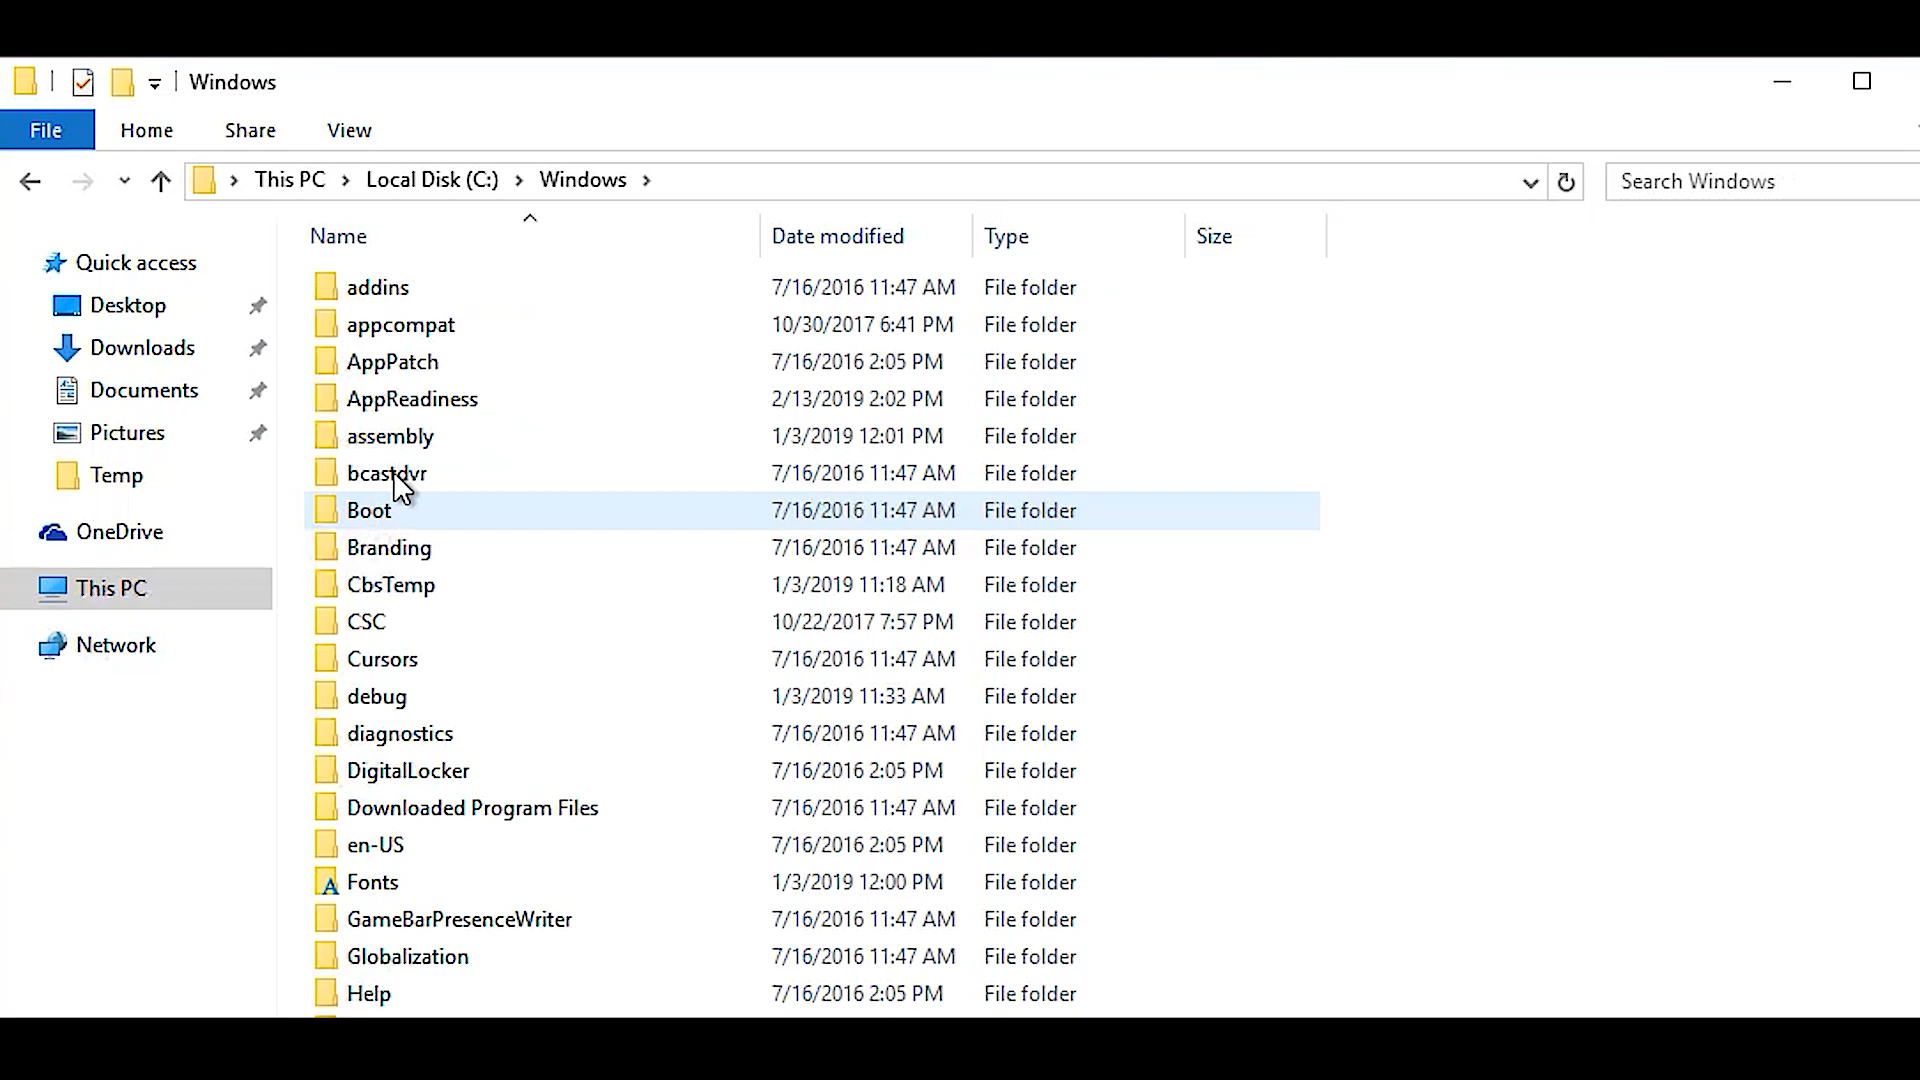 Windows
File Home Share View
This PC Local Disk (C:) Windows
Search Windows
Name Date modified Type Size
Quick access
Desktop
Downloads
Documents
Pictures
Temp
OneDrive
This PC
Network
addins 7/16/2016 11:47 AM File folder
appcompat 10/30/2017 6:41 PM File folder
AppPatch 7/16/2016 2:05 PM File folder
AppReadiness 2/13/2019 2:02 PM File folder
assembly 1/3/2019 12:01 PM File folder
bcastdvr 7/16/2016 11:47 AM File folder
Boot 7/16/2016 11:47 AM File folder
Branding 7/16/2016 11:47 AM File folder
CbsTemp 1/3/2019 11:18 AM File folder
CSC 10/22/2017 7:57 PM File folder
Cursors 7/16/2016 11:47 AM File folder
debug 1/3/2019 11:33 AM File folder
diagnostics 7/16/2016 11:47 AM File folder
DigitalLocker 7/16/2016 2:05 PM File folder
Downloaded Program Files 7/16/2016 11:47 AM File folder
en-US 7/16/2016 2:05 PM File folder
Fonts 1/3/2019 12:00 PM File folder
GameBarPresenceWriter 7/16/2016 11:47 AM File folder
Globalization 7/16/2016 11:47 AM File folder
Help 7/16/2016 2:05 PM File folder